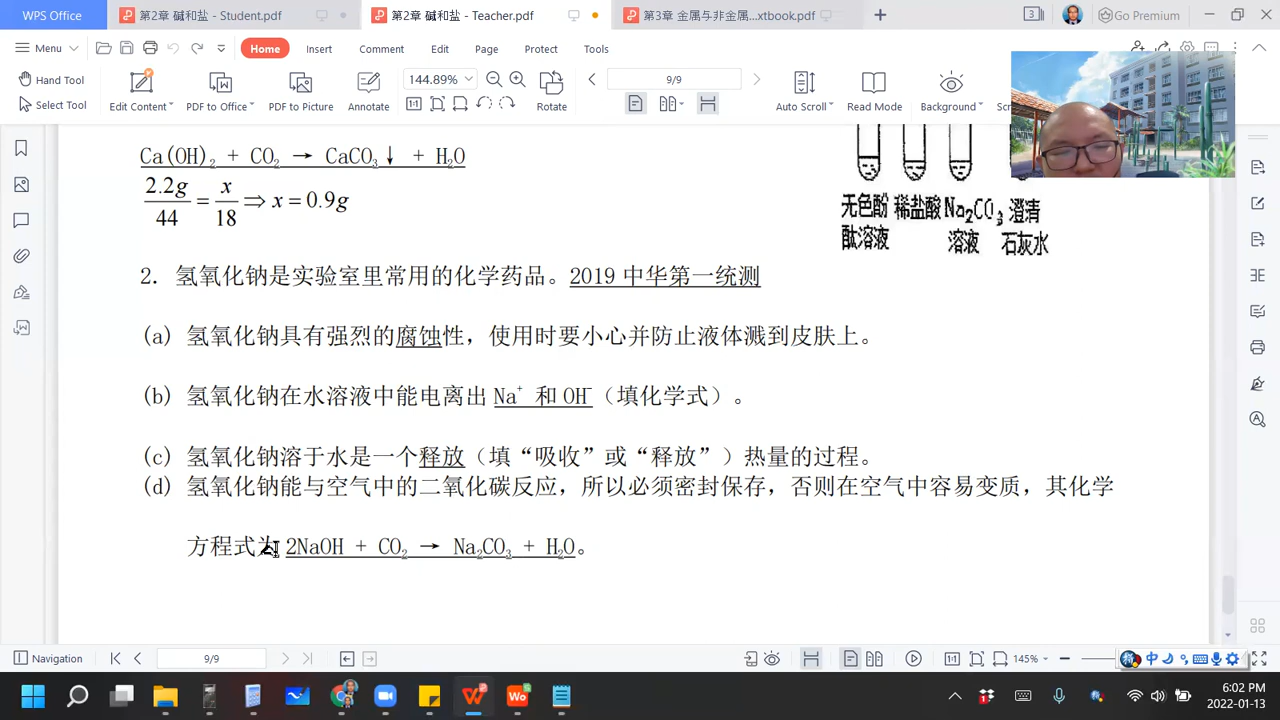 WPS Office
第2章 碱和盐 - Student.pdf
第2章 碱和盐 - Teacher.pdf
第3章 金属与非金属...xtbook.pdf
3
Go Premium
Menu
Home
Insert
Comment
Edit
Page
Protect
Tools
Hand Tool
Select Tool
Edit Content
PDF to Office
PDF to Picture
Annotate
144.89%
Rotate
9/9
Auto Scroll
Read Mode
Background
Ca(OH)₂ + CO₂ → CaCO₃↓ + H₂O
2.2g/44 = x/18 ⇒ x = 0.9g
无色酚 稀盐酸 Na₂CO₃ 澄清
酞溶液 溶液 石灰水
2. 氢氧化钠是实验室里常用的化学药品。2019 中华第一统测
(a) 氢氧化钠具有强烈的腐蚀性，使用时要小心并防止液体溅到皮肤上。
(b) 氢氧化钠在水溶液中能电离出 Na⁺ 和 OH⁻（填化学式）。
(c) 氢氧化钠溶于水是一个释放（填“吸收”或“释放”）热量的过程。
(d) 氢氧化钠能与空气中的二氧化碳反应，所以必须密封保存，否则在空气中容易变质，其化学
方程式为 2NaOH + CO₂ → Na₂CO₃ + H₂O。
Navigation
9/9
145%
中
6:02 PM
2022-01-13